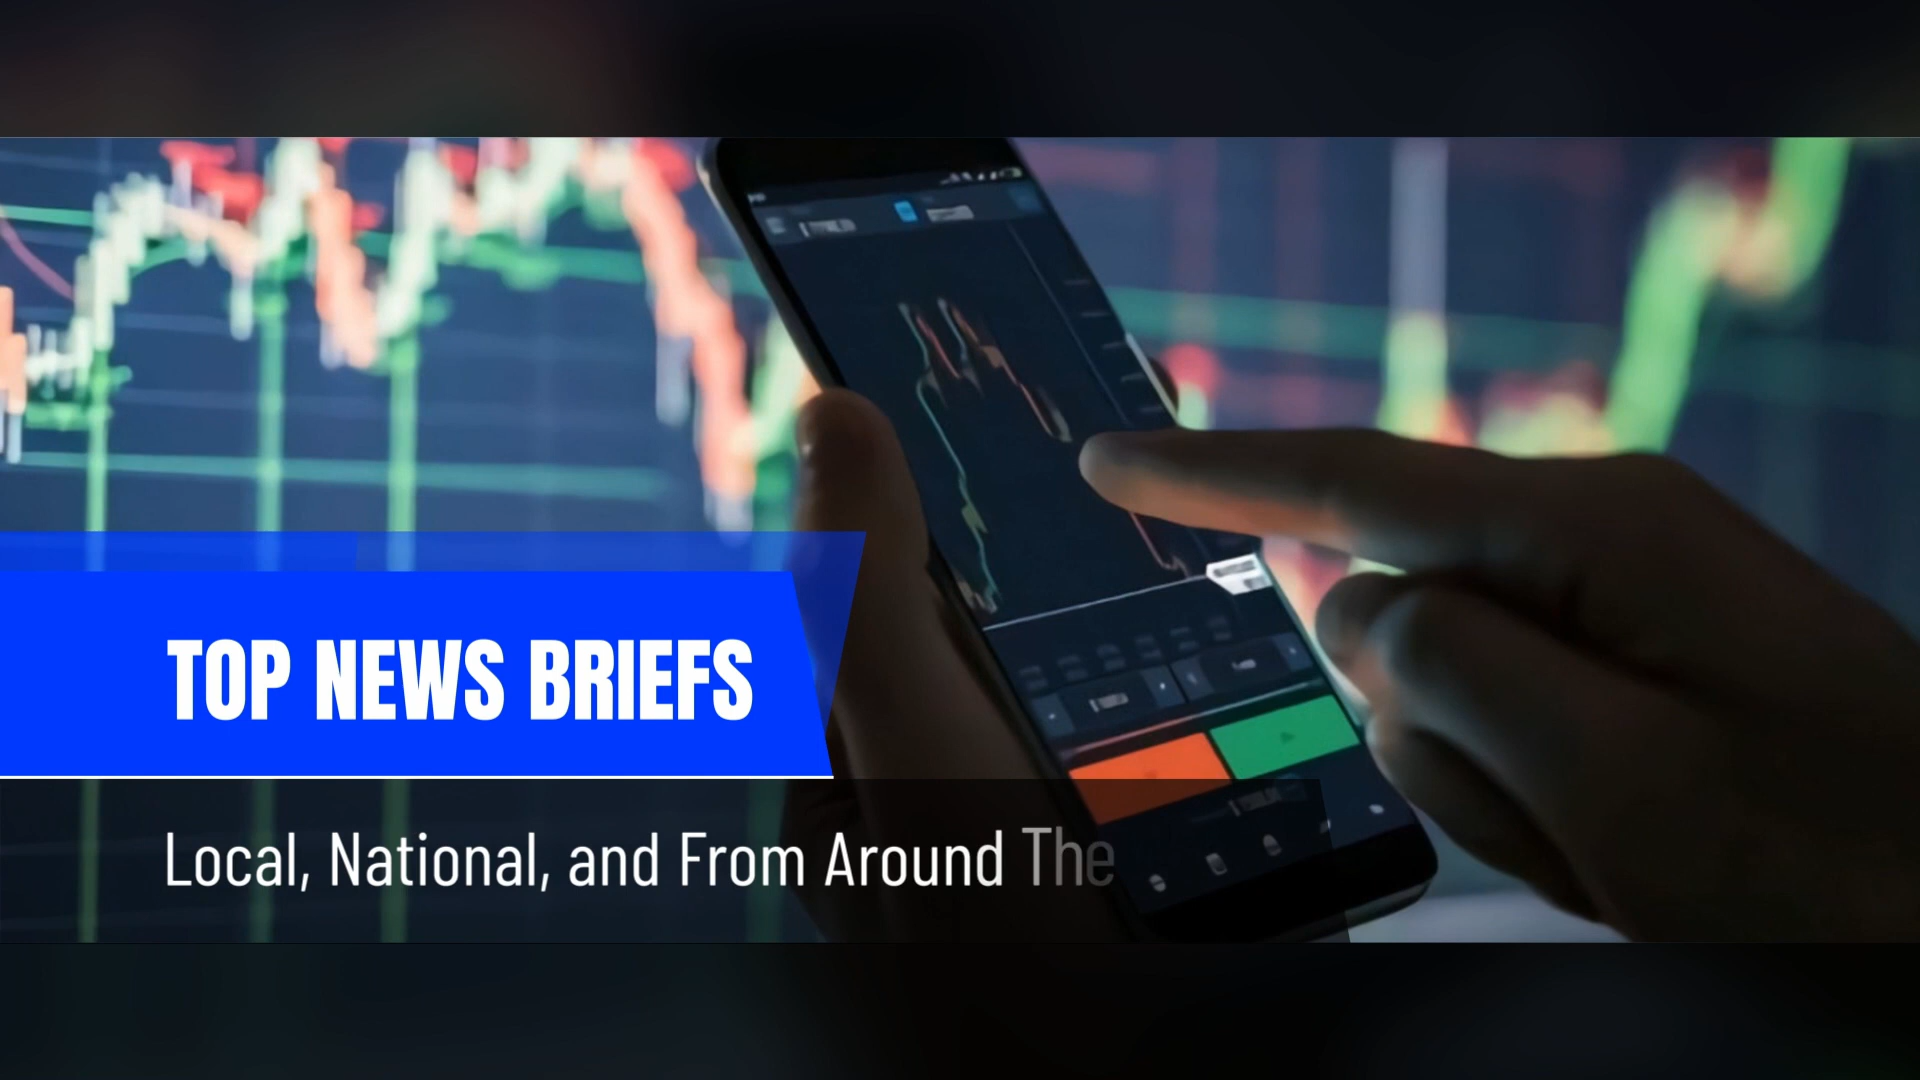 TOP NEWS BRIEFS
Local, National, and From Around The